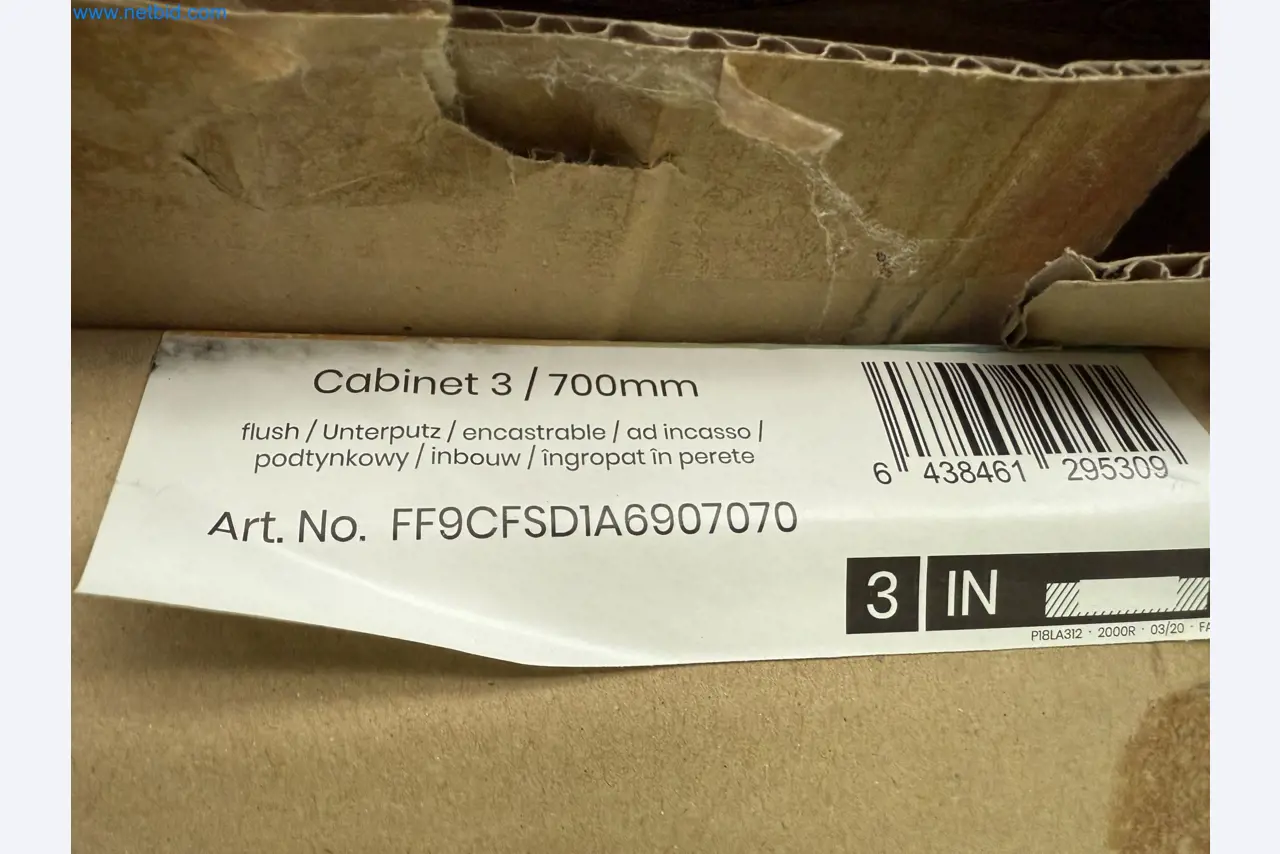 www.netbid.com
Cabinet 3 / 700mm
flush / Unterputz / encastrable / ad incasso /
podtynkowy / inbouw / îngropat în perete
6 438461 295309
Art. No. FF9CFSD1A6907070
3 IN
P18LA312 · 2000R · 03/20 · FA